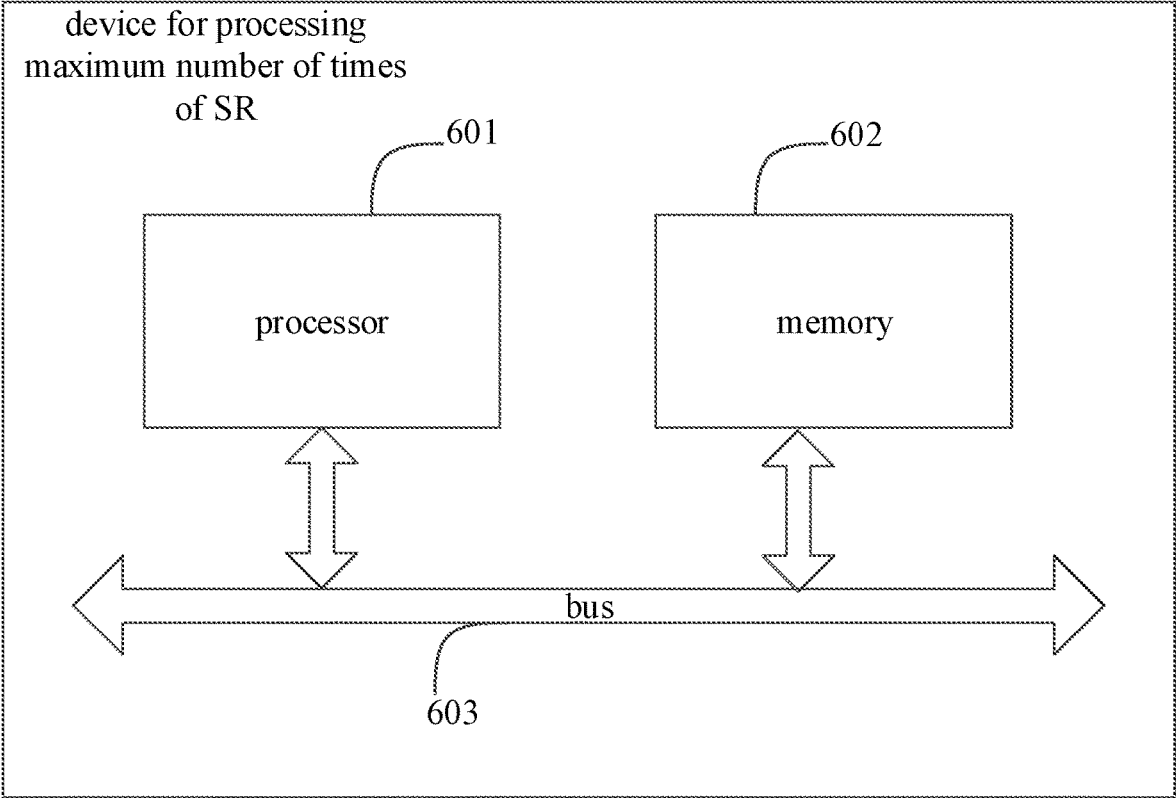 device for processing
maximum number of times
of SR
601
602
processor
memory
bus
603